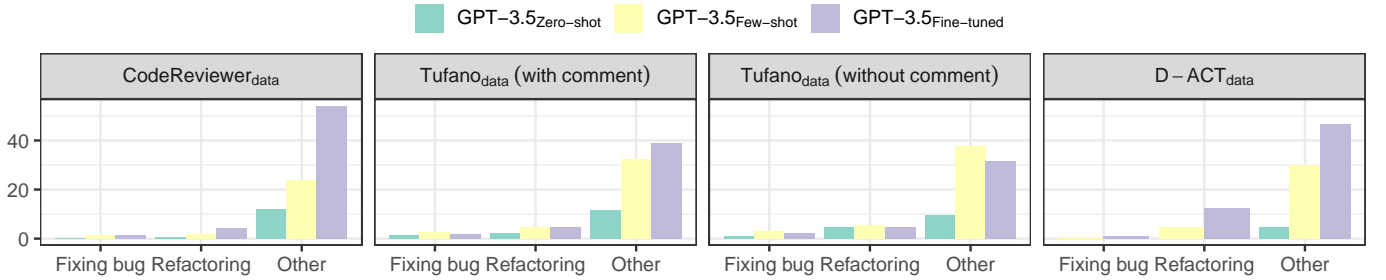 GPT−3.5Zero−shot GPT−3.5Few−shot GPT−3.5Fine−tuned
CodeReviewerdata Tufanodata (with comment) Tufanodata (without comment) D − ACTdata
40
20
0
Fixing bug Refactoring Other Fixing bug Refactoring Other Fixing bug Refactoring Other Fixing bug Refactoring Other